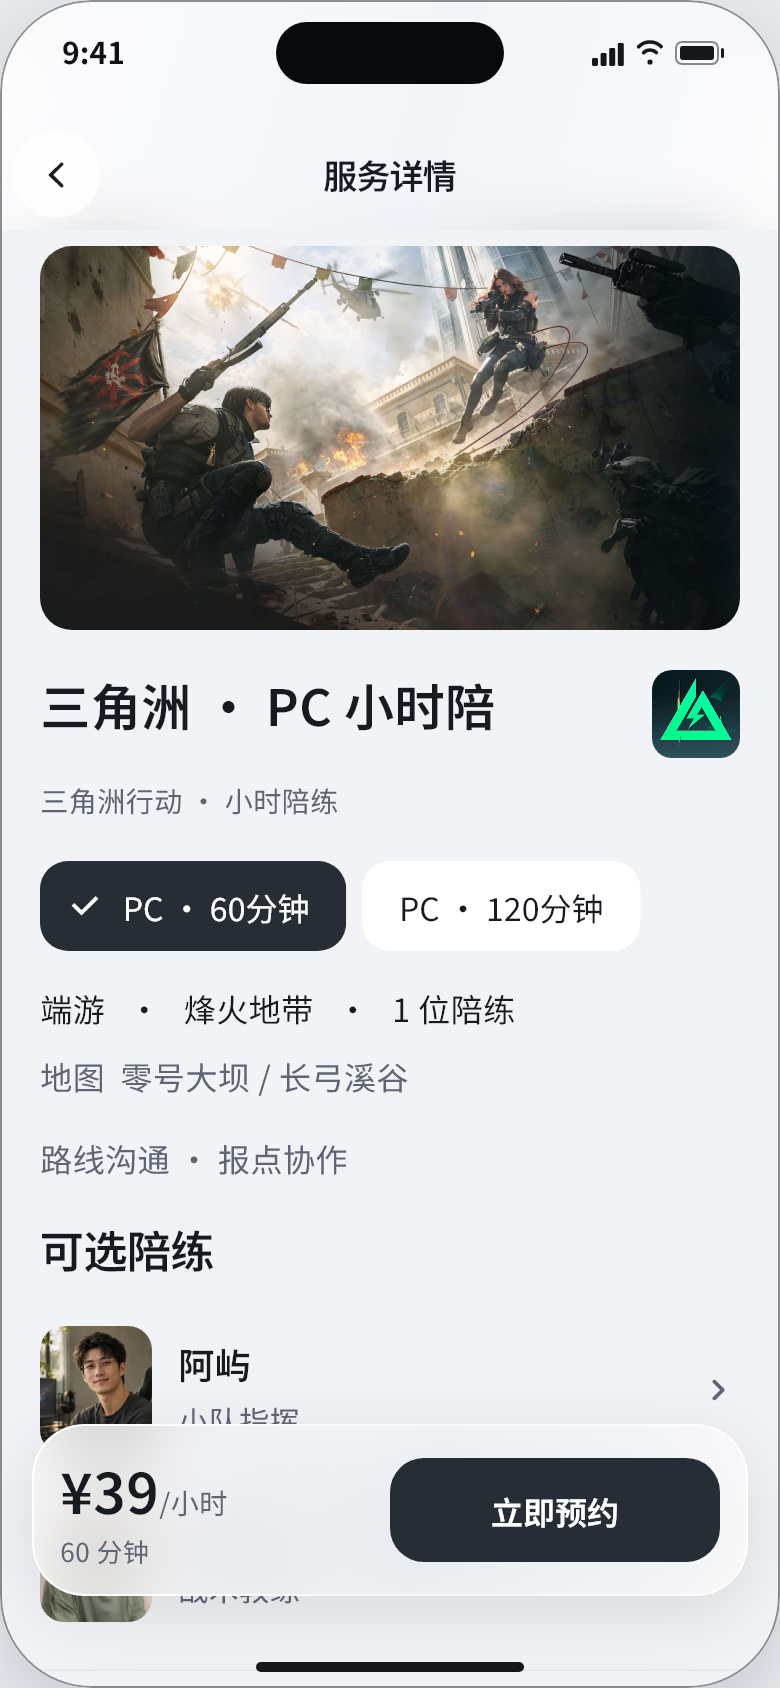 9:41
服务详情
三角洲 · PC 小时陪
三角洲行动 · 小时陪练
PC · 60分钟
PC · 120分钟
端游 · 烽火地带 · 1 位陪练
地图 零号大坝 / 长弓溪谷
路线沟通 · 报点协作
可选陪练
阿屿
小队指挥
¥39/小时
立即预约
60 分钟